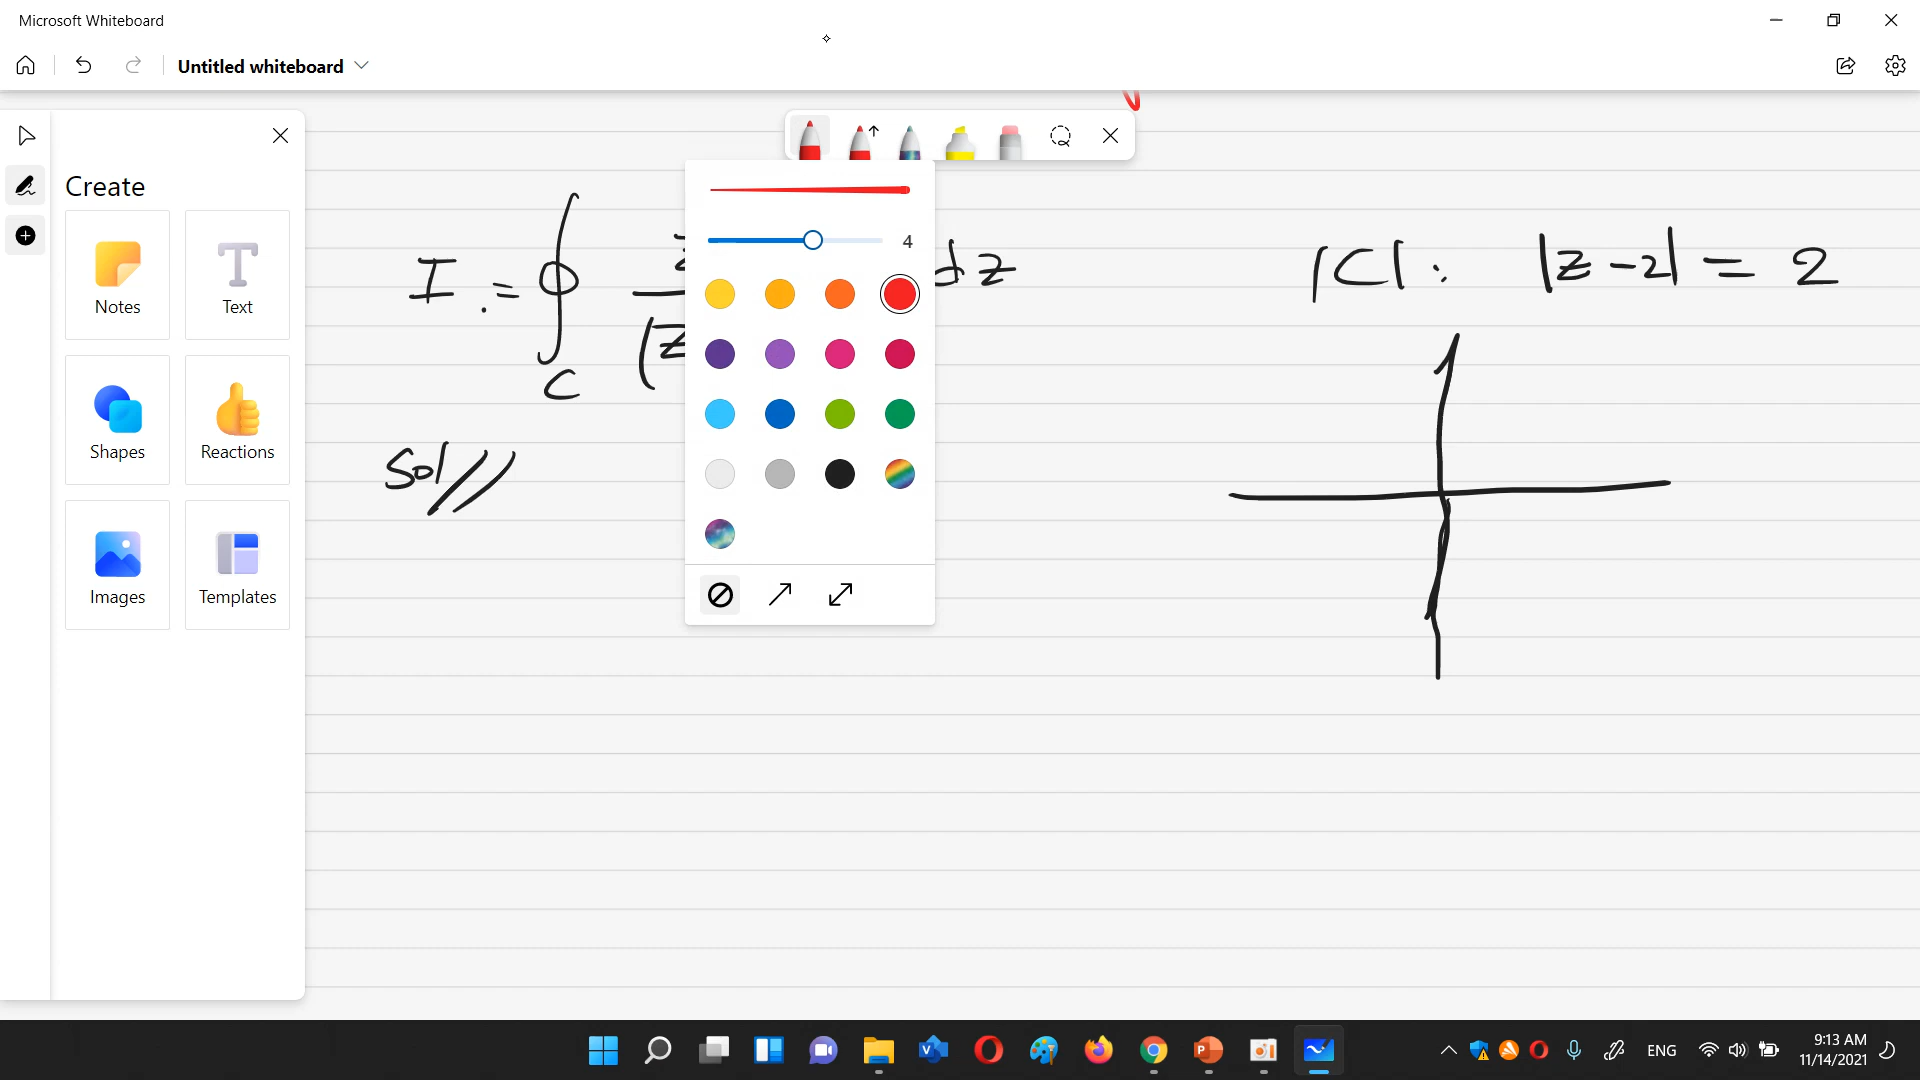 Microsoft Whiteboard
Untitled whiteboard
Create
Notes
Text
Shapes
Reactions
Images
Templates
4
I = ∮ dz
C
|C| : |z - 2| = 2
(z
Sol //
ENG
9:13 AM
11/14/2021